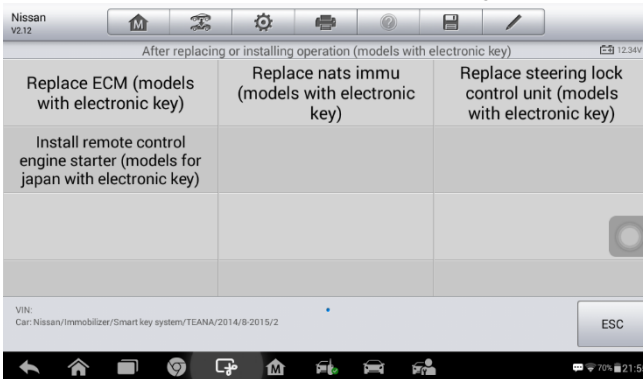 Nissan
V2.12
After replacing or installing operation (models with electronic key)
12.34V
Replace ECM (models
with electronic key)
Replace nats immu
(models with electronic
key)
Replace steering lock
control unit (models
with electronic key)
Install remote control
engine starter (models for
japan with electronic key)
VIN:
Car: Nissan/Immobilizer/Smart key system/TEANA/2014/8-2015/2
ESC
70%